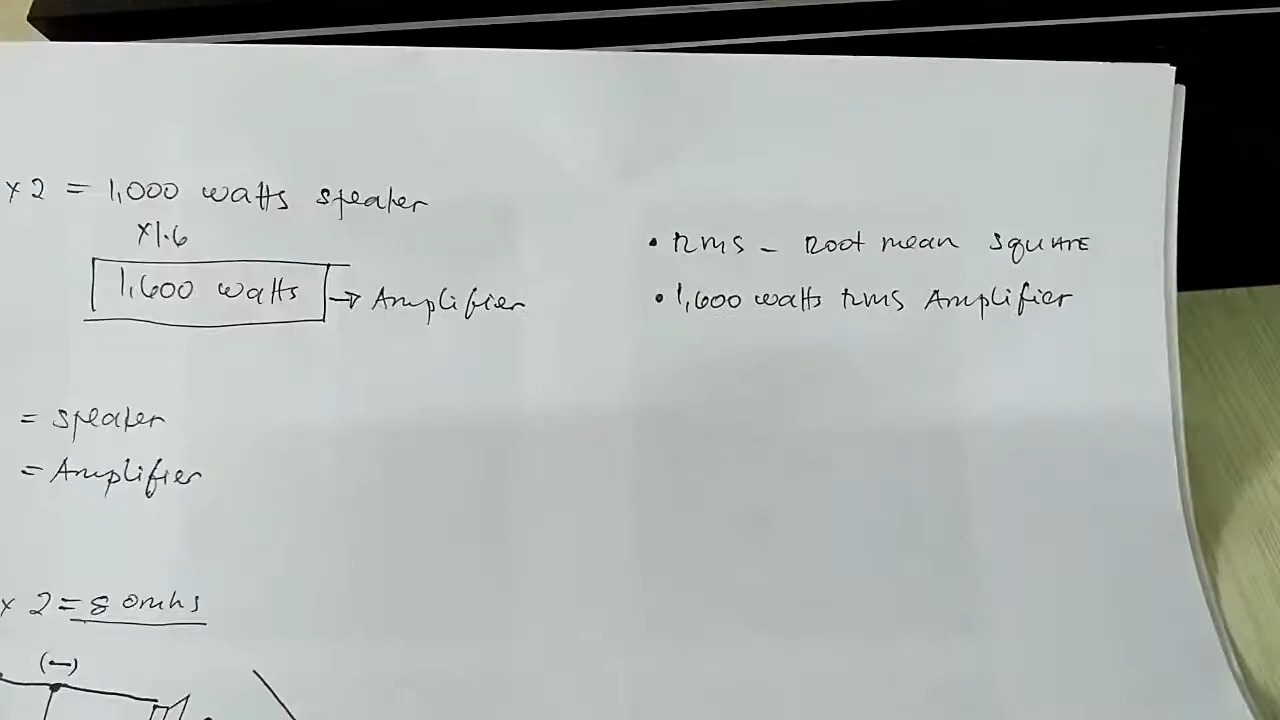 x 2 = 1,000 watts speaker
x1.6
1,600 watts → Amplifier
= speaker
= Amplifier
x 2 = 8 omhs
(-)
• RMS - Root mean SQUARE
• 1,600 watts RMS Amplifier